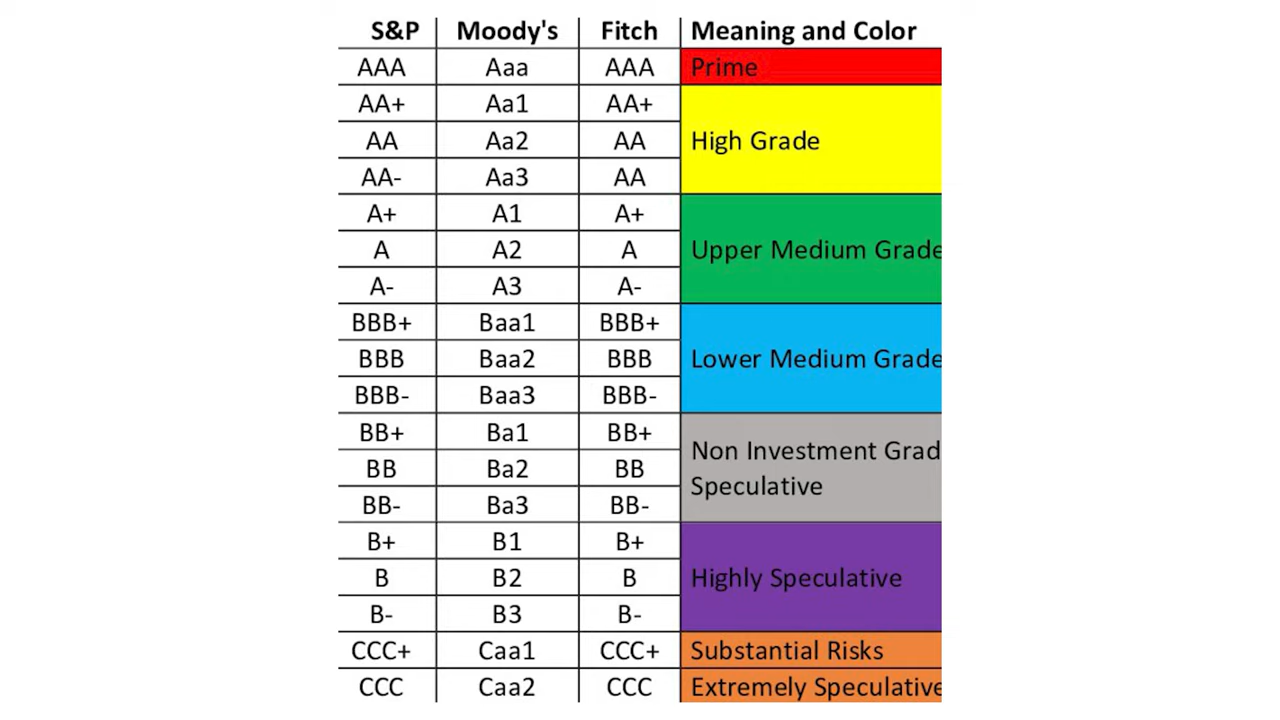 S&P Moody's Fitch Meaning and Color
AAA Aaa AAA Prime
AA+ Aa1 AA+
AA Aa2 AA High Grade
AA- Aa3 AA
A+ A1 A+
A A2 A Upper Medium Grade
A- A3 A-
BBB+ Baa1 BBB+
BBB Baa2 BBB Lower Medium Grade
BBB- Baa3 BBB-
BB+ Ba1 BB+ Non Investment Grad
BB Ba2 BB Speculative
BB- Ba3 BB-
B+ B1 B+
B B2 B Highly Speculative
B- B3 B-
CCC+ Caa1 CCC+ Substantial Risks
CCC Caa2 CCC Extremely Speculative